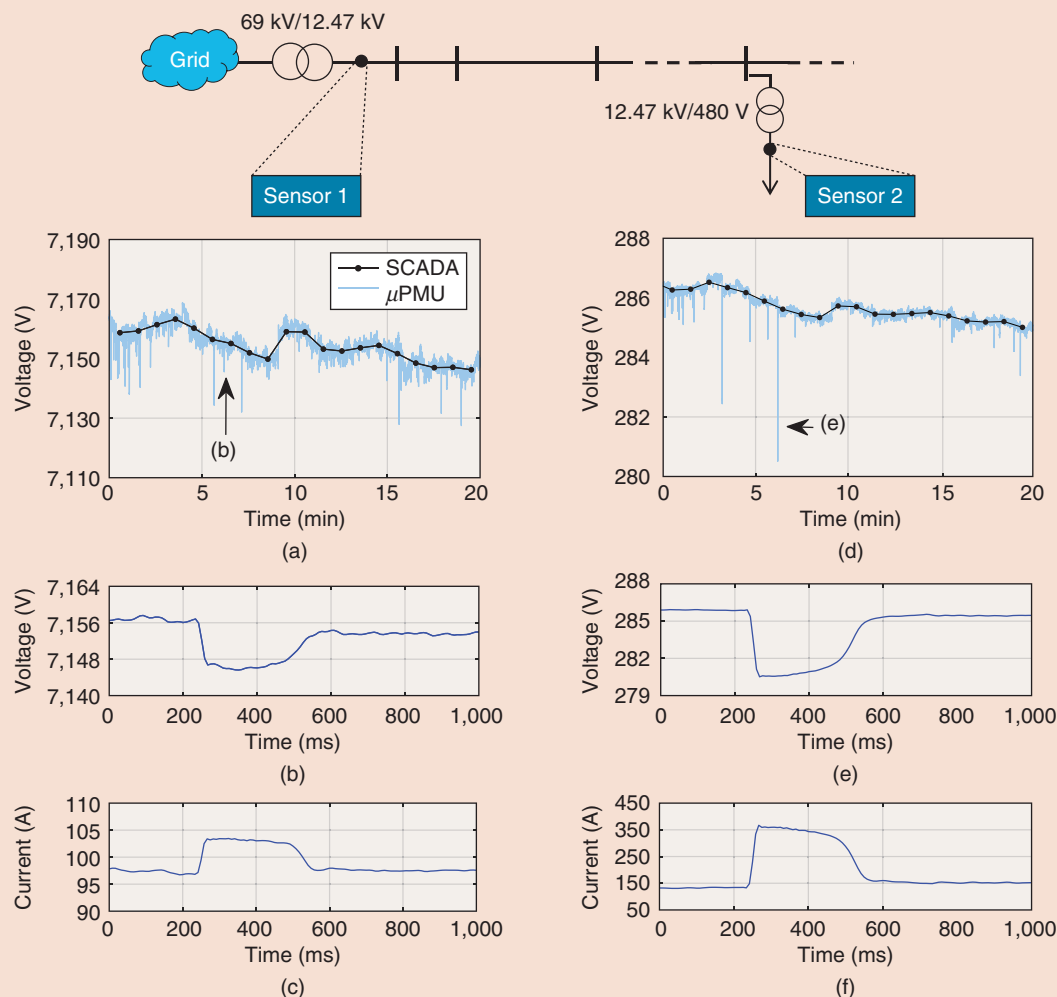 69 kV/12.47 kV
Grid
12.47 kV/480 V
Sensor 1
Sensor 2
7,190
7,170
7,150
7,130
7,110
Voltage (V)
SCADA
μPMU
(b)
0 5 10 15 20
Time (min)
(a)
288
286
284
282
280
Voltage (V)
(e)
0 5 10 15 20
Time (min)
(d)
7,164
7,156
7,148
7,140
Voltage (V)
0 200 400 600 800 1,000
Time (ms)
(b)
288
285
282
279
Voltage (V)
0 200 400 600 800 1,000
Time (ms)
(e)
110
105
100
95
90
Current (A)
0 200 400 600 800 1,000
Time (ms)
(c)
450
350
250
150
50
Current (A)
0 200 400 600 800 1,000
Time (ms)
(f)